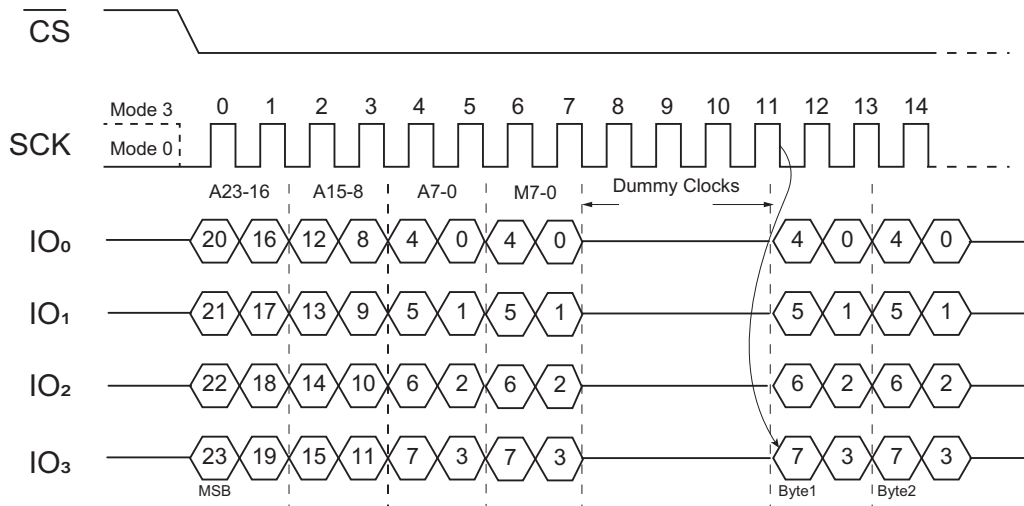 CS
Mode 3 0 1 2 3 4 5 6 7 8 9 10 11 12 13 14
SCK Mode 0
A23-16 A15-8 A7-0 M7-0 Dummy Clocks
IO₀ 20 16 12 8 4 0 4 0 4 0 4 0
IO₁ 21 17 13 9 5 1 5 1 5 1 5 1
IO₂ 22 18 14 10 6 2 6 2 6 2 6 2
IO₃ 23 19 15 11 7 3 7 3 7 3 7 3
MSB Byte1 Byte2